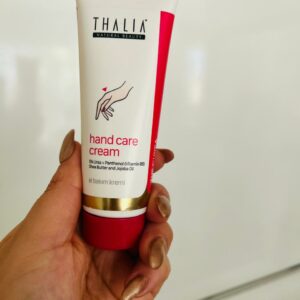 THALIA
NATURAL BEAUTY
hand care
cream
5% Urea + Panthenol (Vitamin B5)
Shea Butter and Jojoba Oil
el bakım kremi